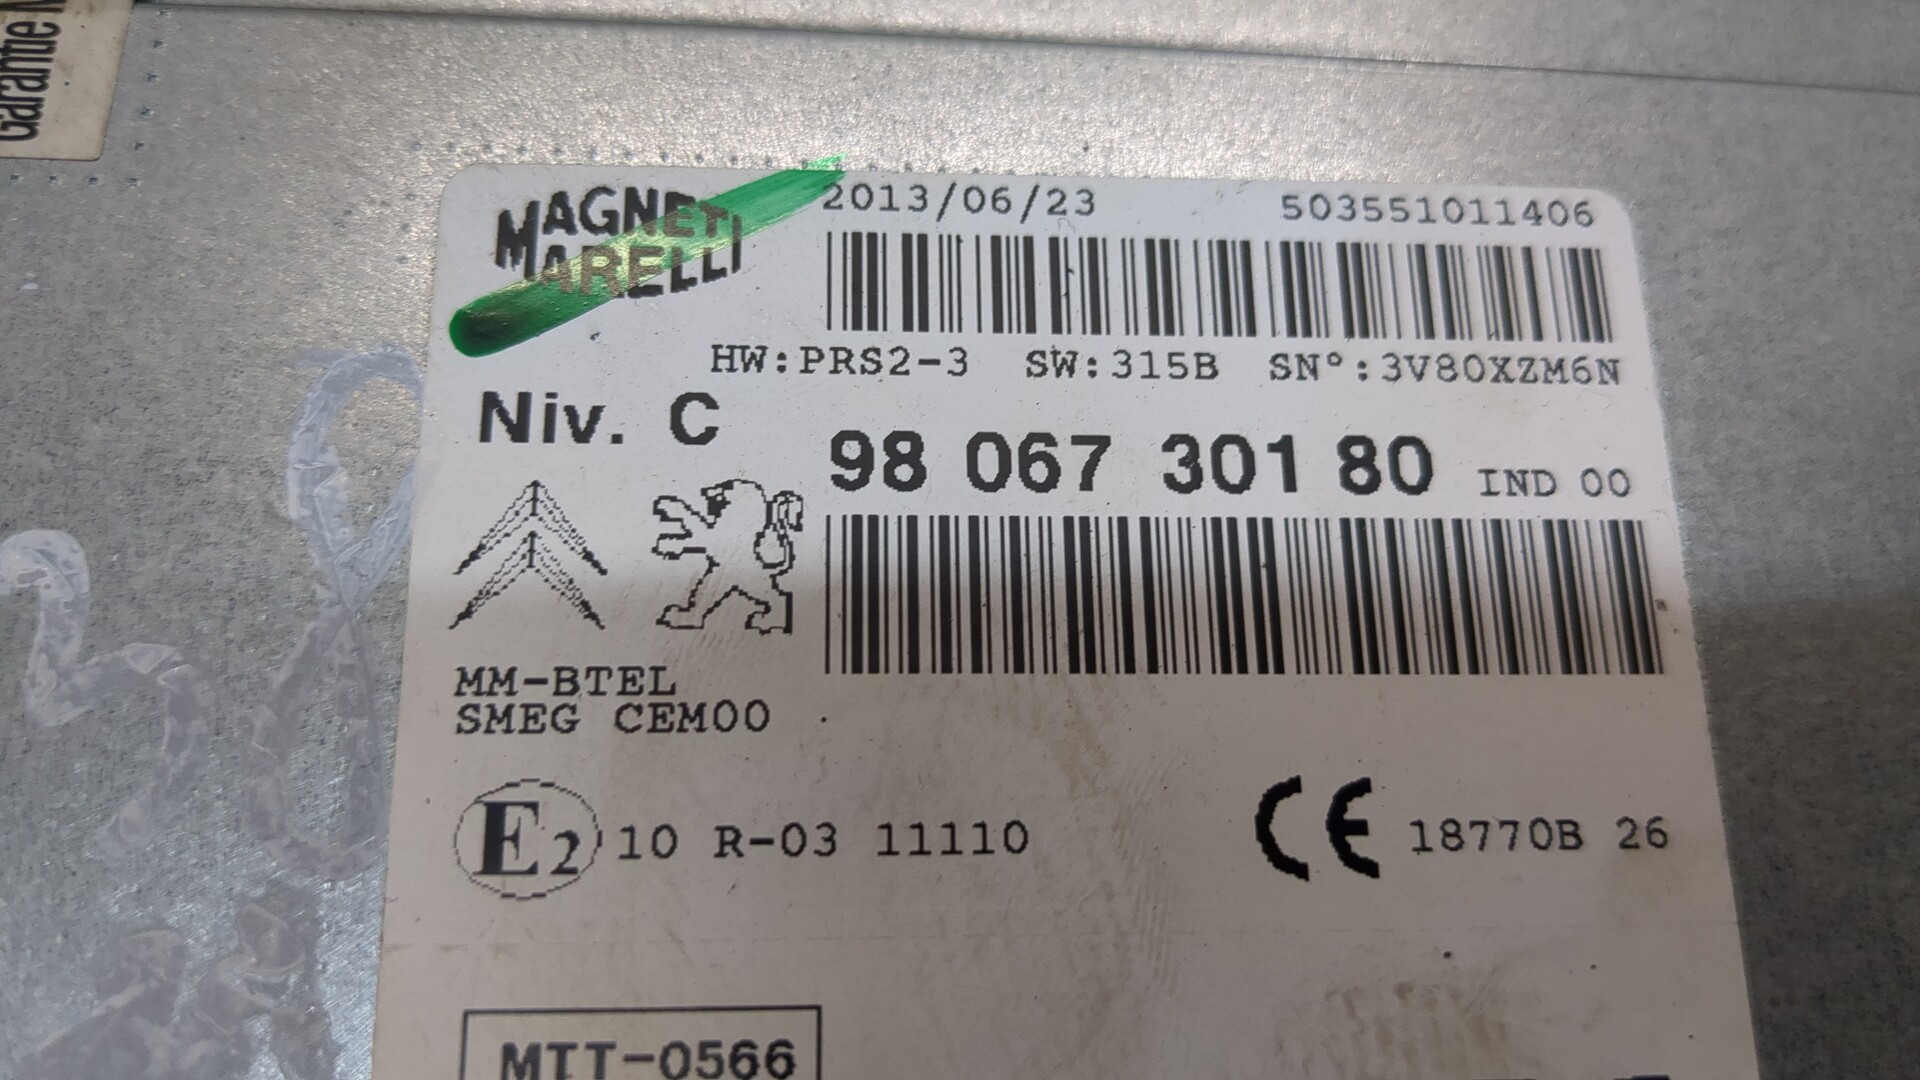 Garantie
MAGNETI
MARELLI
2013/06/23 503551011406
HW:PRS2-3 SW:315B SN°:3V80XZM6N
Niv. C
98 067 301 80 IND 00
MM-BTEL
SMEG CEM00
E2 10 R-03 11110
CE 18770B 26
MTT-0566